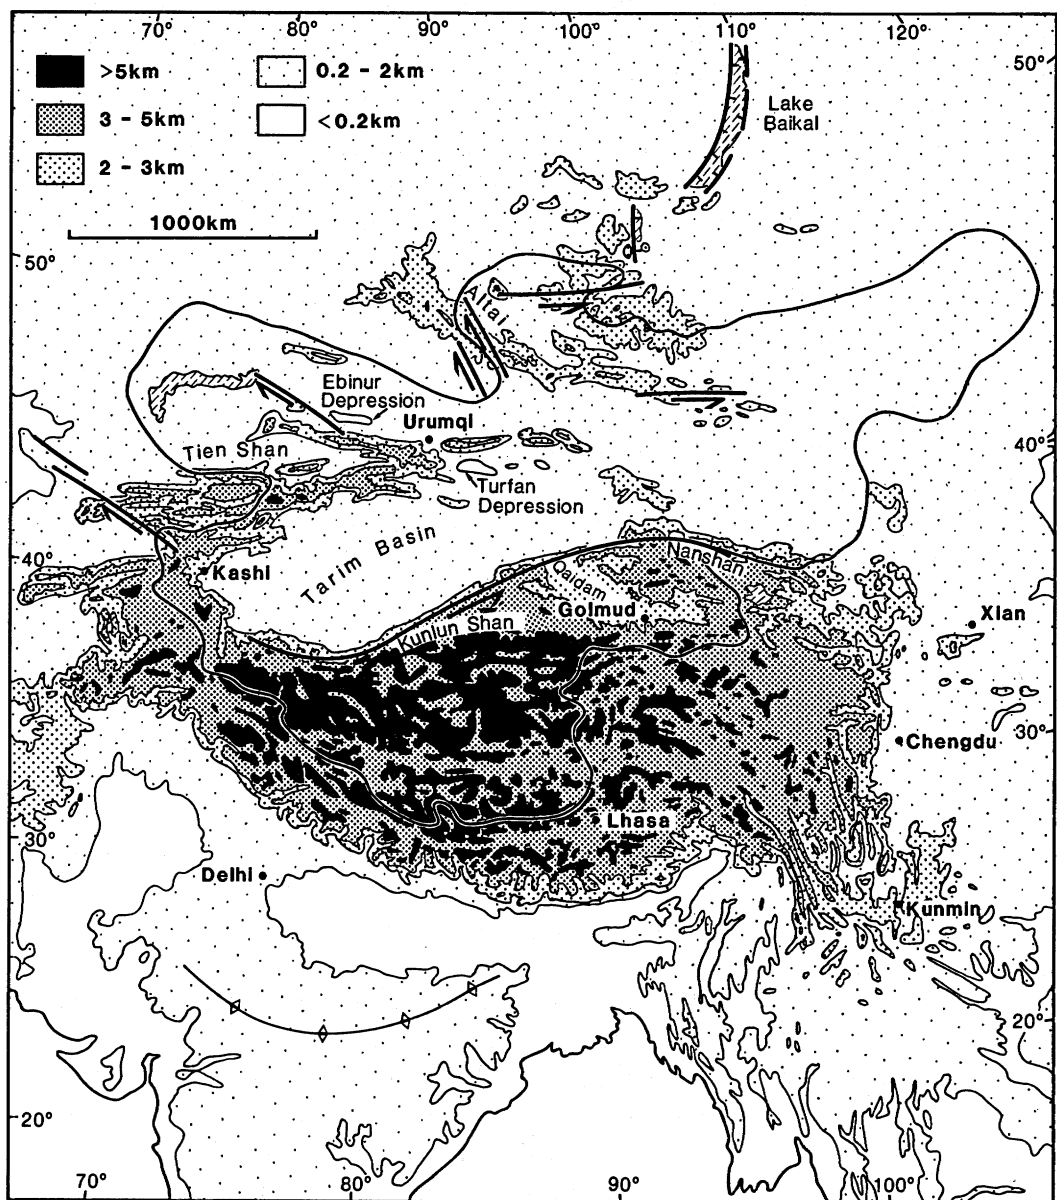 70° 80° 90° 100° 110° 120°
>5km 0.2 - 2km 50°
3 - 5km <0.2km
2 - 3km
Lake
Baikal
1000km
50°
Altai
Ebinur
Depression
Urumqi
Tien Shan
40°
Turfan
Depression
Tarim Basin
40°
Kashi
Nanshan
Qaidam
Golmud
Xian
Kunlun Shan
30°
Chengdu
Lhasa
30°
Delhi
Kunmin
20°
20°
70° 80° 90° 100°